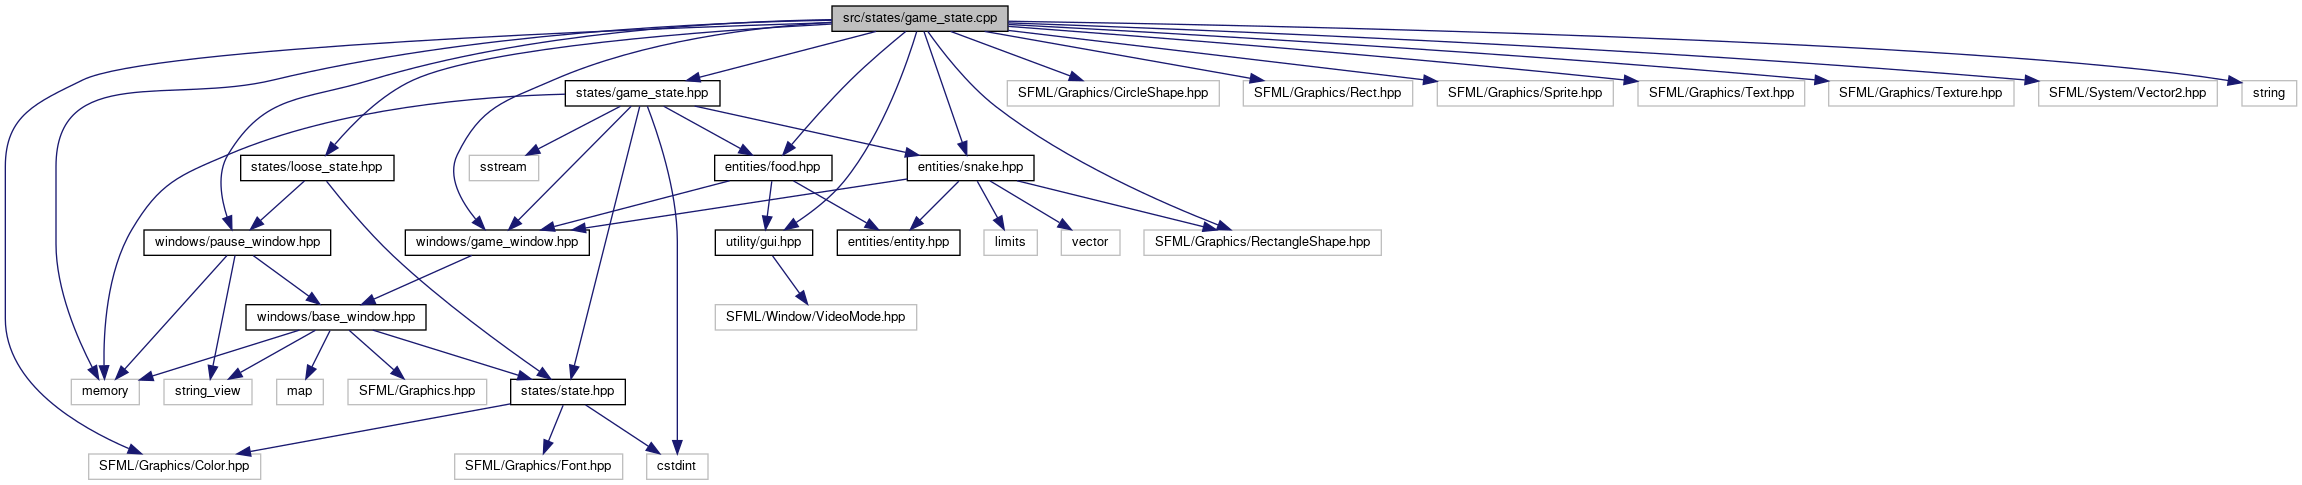 src/states/game_state.cpp
states/game_state.hpp
SFML/Graphics/CircleShape.hpp
SFML/Graphics/Rect.hpp
SFML/Graphics/Sprite.hpp
SFML/Graphics/Text.hpp
SFML/Graphics/Texture.hpp
SFML/System/Vector2.hpp
string
states/loose_state.hpp
sstream
entities/food.hpp
entities/snake.hpp
windows/pause_window.hpp
windows/game_window.hpp
utility/gui.hpp
entities/entity.hpp
limits
vector
SFML/Graphics/RectangleShape.hpp
windows/base_window.hpp
SFML/Window/VideoMode.hpp
memory
string_view
map
SFML/Graphics.hpp
states/state.hpp
SFML/Graphics/Color.hpp
SFML/Graphics/Font.hpp
cstdint